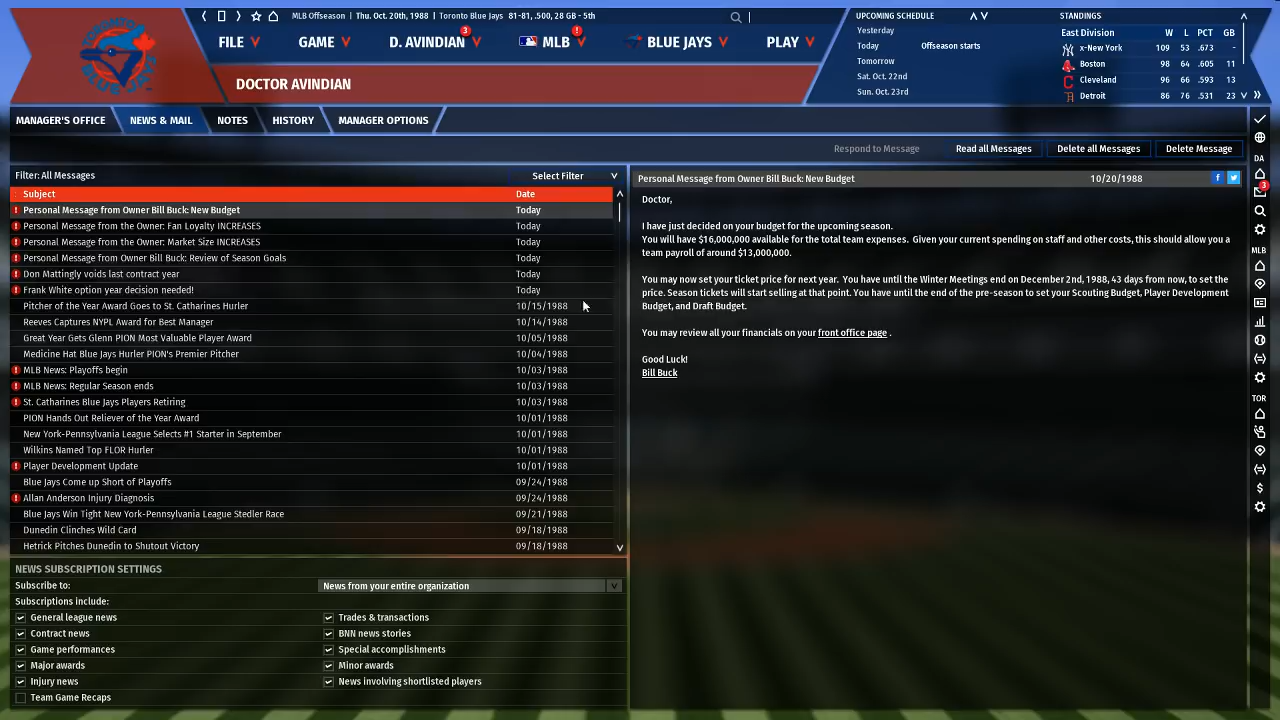 MLB Offseason | Thu. Oct. 20th, 1988 | Toronto Blue Jays 81-81, .500, 28 GB - 5th
FILE GAME D. AVINDIAN 3 MLB ! BLUE JAYS PLAY
DOCTOR AVINDIAN
UPCOMING SCHEDULE
Yesterday
Today Offseason starts
Tomorrow
Sat. Oct. 22nd
Sun. Oct. 23rd
STANDINGS
East Division W L PCT GB
x-New York 109 53 .673 -
Boston 98 64 .605 11
Cleveland 96 66 .593 13
Detroit 86 76 .531 23
MANAGER'S OFFICE NEWS & MAIL NOTES HISTORY MANAGER OPTIONS
Respond to Message Read all Messages Delete all Messages Delete Message
Filter: All Messages Select Filter
Subject Date
Personal Message from Owner Bill Buck: New Budget Today
Personal Message from the Owner: Fan Loyalty INCREASES Today
Personal Message from the Owner: Market Size INCREASES Today
Personal Message from Owner Bill Buck: Review of Season Goals Today
Don Mattingly voids last contract year Today
Frank White option year decision needed! Today
Pitcher of the Year Award Goes to St. Catharines Hurler 10/15/1988
Reeves Captures NYPL Award for Best Manager 10/14/1988
Great Year Gets Glenn PION Most Valuable Player Award 10/05/1988
Medicine Hat Blue Jays Hurler PION's Premier Pitcher 10/04/1988
MLB News: Playoffs begin 10/03/1988
MLB News: Regular Season ends 10/03/1988
St. Catharines Blue Jays Players Retiring 10/03/1988
PION Hands Out Reliever of the Year Award 10/01/1988
New York-Pennsylvania League Selects #1 Starter in September 10/01/1988
Wilkins Named Top FLOR Hurler 10/01/1988
Player Development Update 10/01/1988
Blue Jays Come up Short of Playoffs 09/24/1988
Allan Anderson Injury Diagnosis 09/24/1988
Blue Jays Win Tight New York-Pennsylvania League Stedler Race 09/21/1988
Dunedin Clinches Wild Card 09/18/1988
Hetrick Pitches Dunedin to Shutout Victory 09/18/1988
NEWS SUBSCRIPTION SETTINGS
Subscribe to: News from your entire organization
Subscriptions include:
General league news Trades & transactions
Contract news BNN news stories
Game performances Special accomplishments
Major awards Minor awards
Injury news News involving shortlisted players
Team Game Recaps
Personal Message from Owner Bill Buck: New Budget 10/20/1988
Doctor,
I have just decided on your budget for the upcoming season.
You will have $16,000,000 available for the total team expenses. Given your current spending on staff and other costs, this should allow you a
team payroll of around $13,000,000.
You may now set your ticket price for next year. You have until the Winter Meetings end on December 2nd, 1988, 43 days from now, to set the
price. Season tickets will start selling at that point. You have until the end of the pre-season to set your Scouting Budget, Player Development
Budget, and Draft Budget.
You may review all your financials on your front office page .
Good Luck!
Bill Buck
DA
3
MLB
TOR